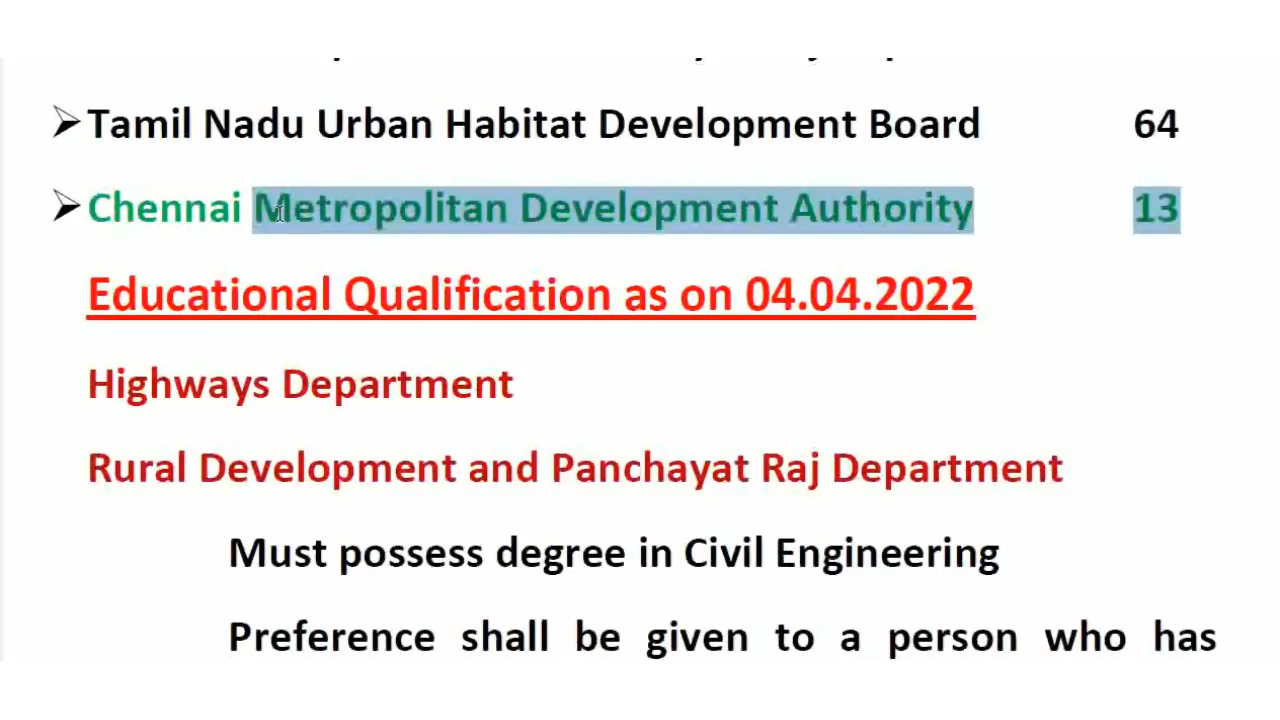 Tamil Nadu Urban Habitat Development Board 64
Chennai Metropolitan Development Authority 13
Educational Qualification as on 04.04.2022
Highways Department
Rural Development and Panchayat Raj Department
Must possess degree in Civil Engineering
Preference shall be given to a person who has